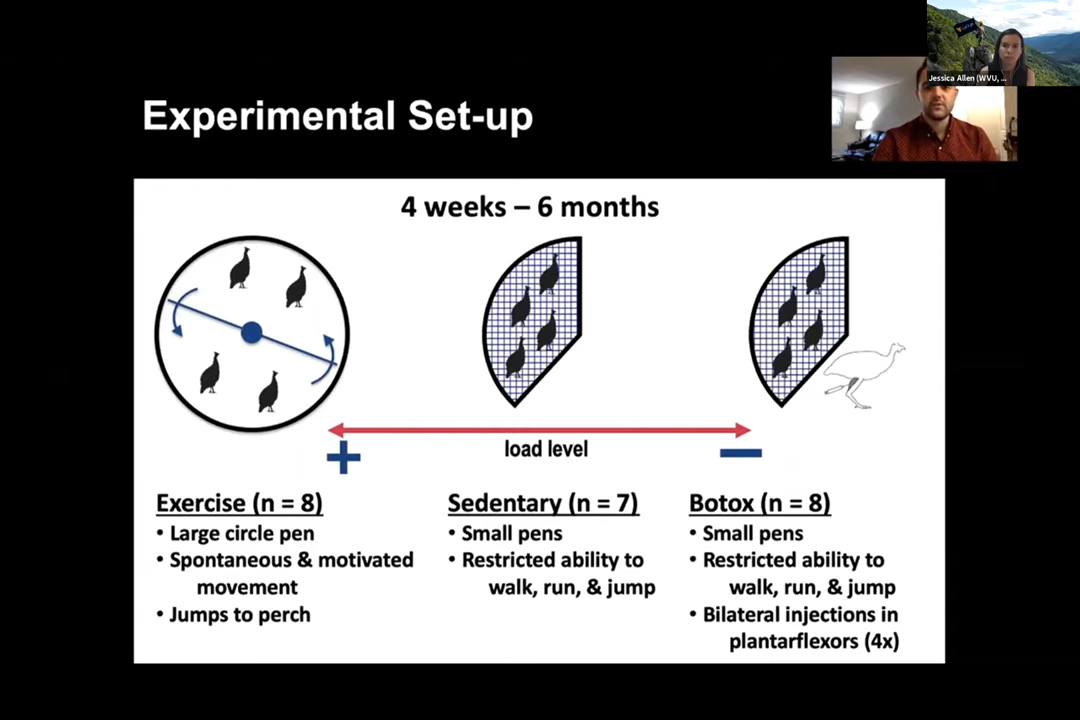 Jessica Allen (WVU, ...
Experimental Set-up
4 weeks – 6 months
+
load level
–
Exercise (n = 8)
• Large circle pen
• Spontaneous & motivated
movement
• Jumps to perch
Sedentary (n = 7)
• Small pens
• Restricted ability to
walk, run, & jump
Botox (n = 8)
• Small pens
• Restricted ability to
walk, run, & jump
• Bilateral injections in
plantarflexors (4x)